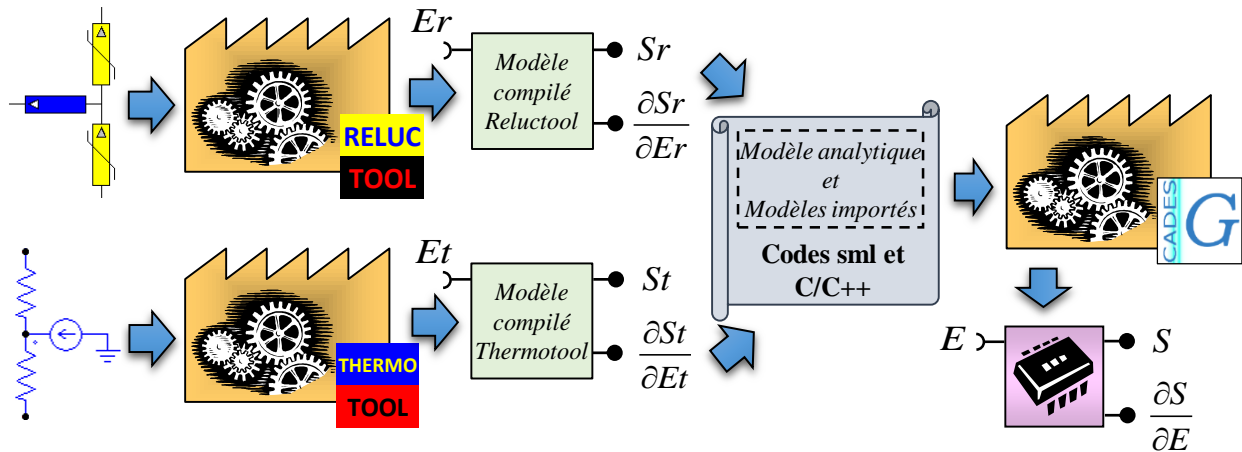 Er
Modèle
compilé
Reluctool
Sr
∂Sr
∂Er
RELUC
TOOL
Modèle analytique
et
Modèles importés
Codes sml et
C/C++
CADES
G
Et
Modèle
compilé
Thermotool
St
∂St
∂Et
THERMO
TOOL
E
S
∂S
∂E